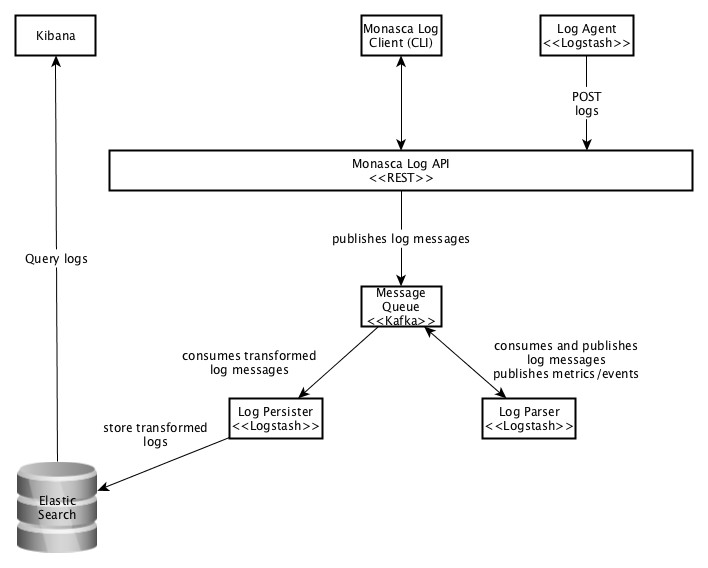 Kibana
Monasca Log
Client (CLI)
Log Agent
<<Logstash>>
POST
logs
Monasca Log API
<<REST>>
publishes log messages
Query logs
Message
Queue
<<Kafka>>
consumes transformed
log messages
consumes and publishes
log messages
publishes metrics/events
Log Persister
<<Logstash>>
Log Parser
<<Logstash>>
store transformed
logs
Elastic
Search